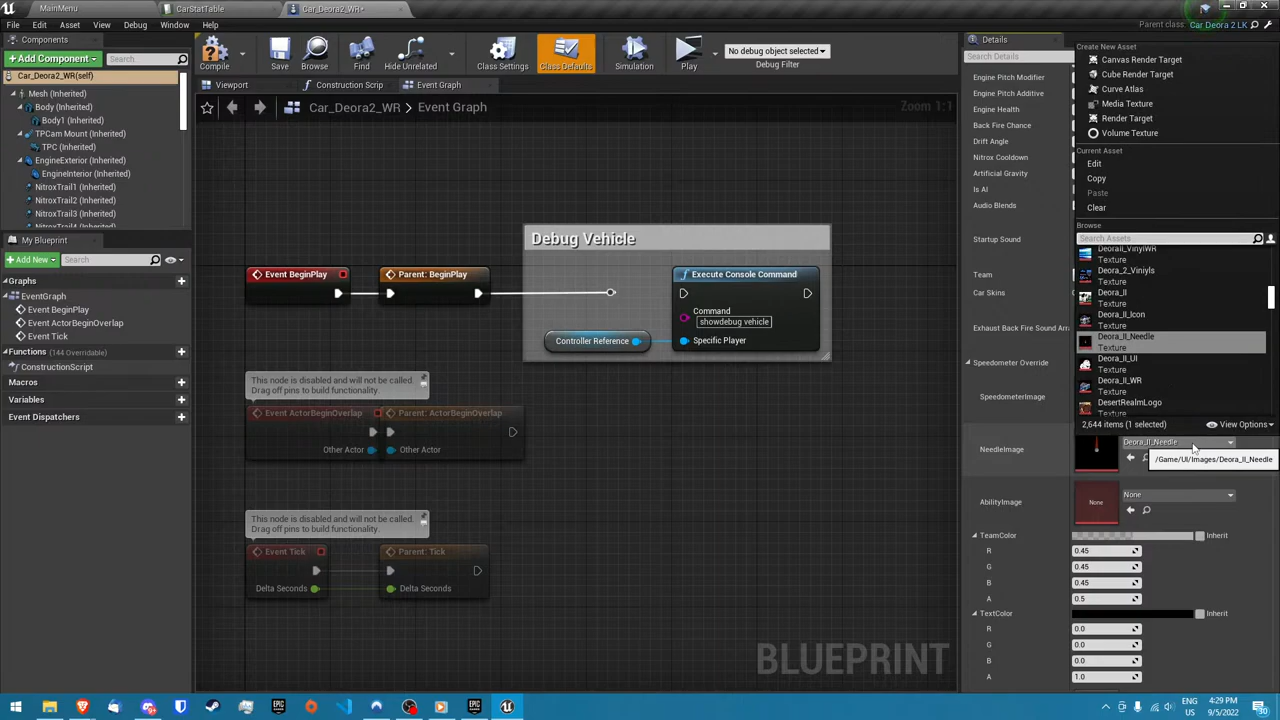 MainMenu
CarStatTable
Car_Deora2_WR*
Parent class: Car Deora 2 LK
File Edit Asset View Debug Window Help
Components
+ Add Component
Search
Car_Deora2_WR(self)
Mesh (Inherited)
Body (Inherited)
Body1 (Inherited)
TPCam Mount (Inherited)
TPC (Inherited)
EngineExterior (Inherited)
EngineInterior (Inherited)
NitroxTrail1 (Inherited)
NitroxTrail2 (Inherited)
NitroxTrail3 (Inherited)
NitroxTrail4 (Inherited)
My Blueprint
+ Add New
Search
Graphs
EventGraph
Event BeginPlay
Event ActorBeginOverlap
Event Tick
Functions (144 Overridable)
ConstructionScript
Macros
Variables
Event Dispatchers
Compile
Save
Browse
Find
Hide Unrelated
Class Settings
Class Defaults
Simulation
Play
No debug object selected
Debug Filter
Viewport
Construction Scrip
Event Graph
Car_Deora2_WR > Event Graph
Zoom 1:1
Debug Vehicle
Event BeginPlay
Parent: BeginPlay
Execute Console Command
Command
showdebug vehicle
Controller Reference
Specific Player
This node is disabled and will not be called.
Drag off pins to build functionality.
Event ActorBeginOverlap
Parent: ActorBeginOverlap
Other Actor
Other Actor
This node is disabled and will not be called.
Drag off pins to build functionality.
Event Tick
Parent: Tick
Delta Seconds
Delta Seconds
BLUEPRINT
Details
Search Details
Engine Pitch Modifier
Engine Pitch Additive
Engine Health
Back Fire Chance
Drift Angle
Nitrox Cooldown
Artificial Gravity
Is AI
Audio Blends
Startup Sound
Team
Car Skins
Exhaust Back Fire Sound Arra
Speedometer Override
SpeedometerImage
NeedleImage
AbilityImage
TeamColor
R
G
B
A
TextColor
R
G
B
A
Create New Asset
Canvas Render Target
Cube Render Target
Curve Atlas
Media Texture
Render Target
Volume Texture
Current Asset
Edit
Copy
Paste
Clear
Browse
Search Assets
DeoraII_VinylWR
Texture
Deora_2_Vinyls
Texture
Deora_II
Texture
Deora_II_Icon
Texture
Deora_II_Needle
Texture
Deora_II_UI
Texture
Deora_II_WR
Texture
DesertRealmLogo
Texture
2,644 items (1 selected)
View Options
Deora_II_Needle
/Game/UI/Images/Deora_II_Needle
None
None
Inherit
0.45
0.45
0.45
0.5
Inherit
0.0
0.0
0.0
1.0
ENG
US
4:29 PM
9/5/2022